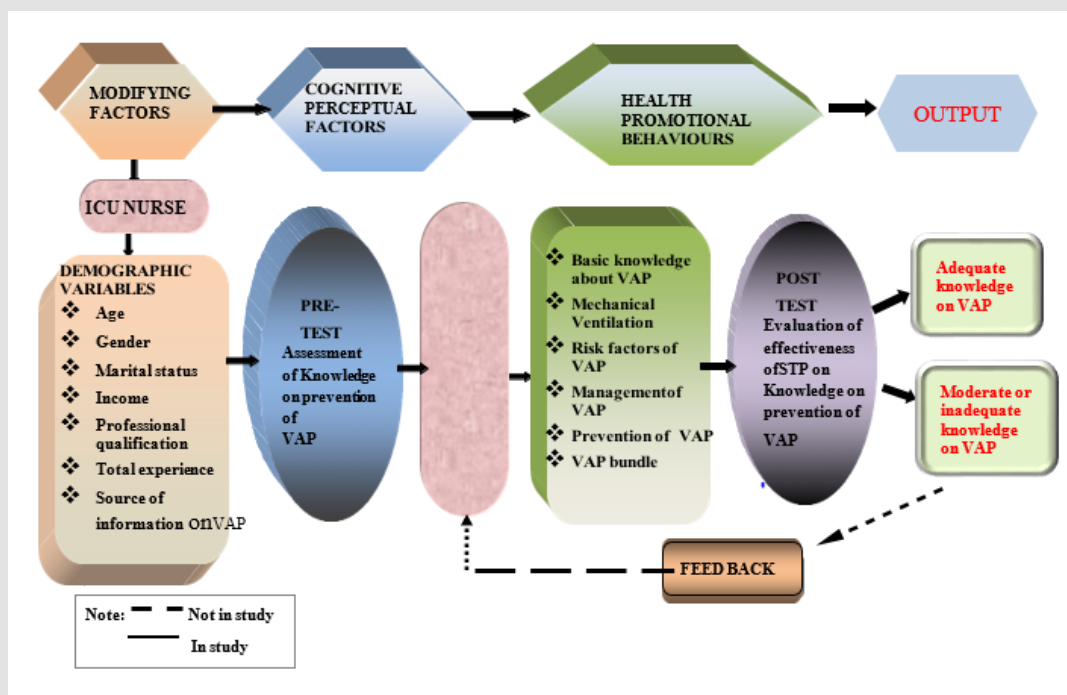 MODIFYING
FACTORS
COGNITIVE
PERCEPTUAL
FACTORS
HEALTH
PROMOTIONAL
BEHAVIOURS
OUTPUT
ICU NURSE
DEMOGRAPHIC
VARIABLES
❖ Age
❖ Gender
❖ Marital status
❖ Income
❖ Professional
qualification
❖ Total experience
❖ Source of
information onVAP
PRE-
TEST
Assessment
of Knowledge
on prevention
of
VAP
❖ Basic knowledge
about VAP
❖ Mechanical
Ventilation
❖ Risk factors of
VAP
❖ Managementof
VAP
❖ Prevention of VAP
❖ VAP bundle
POST
TEST
Evaluation of
effectiveness
ofSTP on
Knowledge on
prevention of
VAP
Adequate
knowledge
on VAP
Moderate or
inadequate
knowledge
on VAP
FEED BACK
Note: Not in study
In study